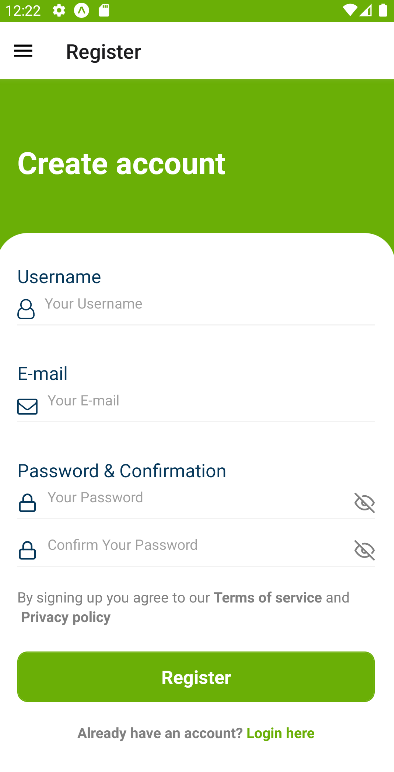 12:22
Register
Create account
Username
Your Username
E-mail
Your E-mail
Password & Confirmation
Your Password
Confirm Your Password
By signing up you agree to our Terms of service and
Privacy policy
Register
Already have an account? Login here